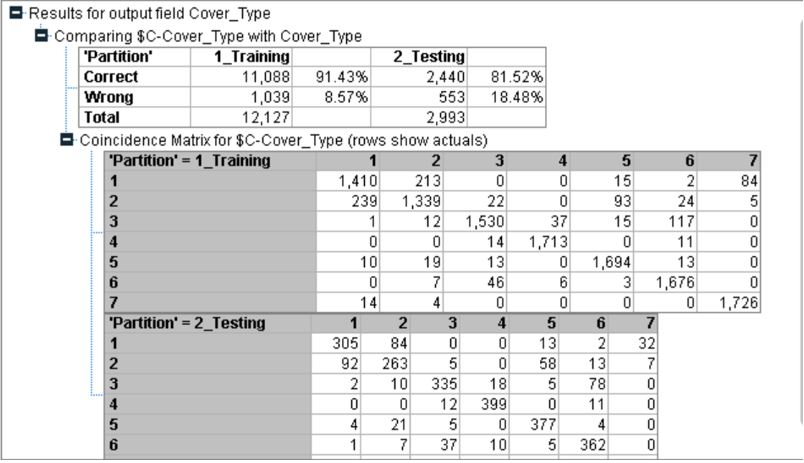 Results for output field Cover_Type
Comparing $C-Cover_Type with Cover_Type
'Partition' 1_Training 2_Testing
Correct 11,088 91.43% 2,440 81.52%
Wrong 1,039 8.57% 553 18.48%
Total 12,127 2,993
Coincidence Matrix for $C-Cover_Type (rows show actuals)
'Partition' = 1_Training 1 2 3 4 5 6 7
1 1,410 213 0 0 15 2 84
2 239 1,339 22 0 93 24 5
3 1 12 1,530 37 15 117 0
4 0 0 14 1,713 0 11 0
5 10 19 13 0 1,694 13 0
6 0 7 46 6 3 1,676 0
7 14 4 0 0 0 0 1,726
'Partition' = 2_Testing 1 2 3 4 5 6 7
1 305 84 0 0 13 2 32
2 92 263 5 0 58 13 7
3 2 10 335 18 5 78 0
4 0 0 12 399 0 11 0
5 4 21 5 0 377 4 0
6 1 7 37 10 5 362 0